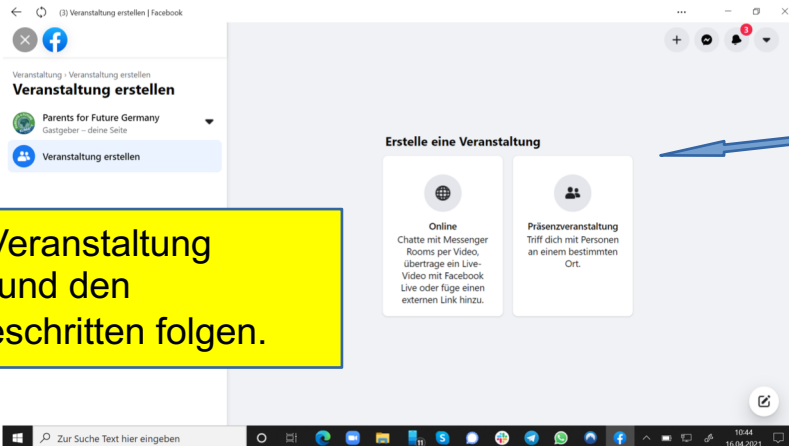 (3) Veranstaltung erstellen | Facebook
3
Veranstaltung › Veranstaltung erstellen
Veranstaltung erstellen
Parents for Future Germany
Gastgeber – deine Seite
Veranstaltung erstellen
Erstelle eine Veranstaltung
Online
Chatte mit Messenger
Rooms per Video,
übertrage ein Live-
Video mit Facebook
Live oder füge einen
externen Link hinzu.
Präsenzveranstaltung
Triff dich mit Personen
an einem bestimmten
Ort.
Veranstaltung
und den
eschritten folgen.
Zur Suche Text hier eingeben
11
10:44
16.04.2021